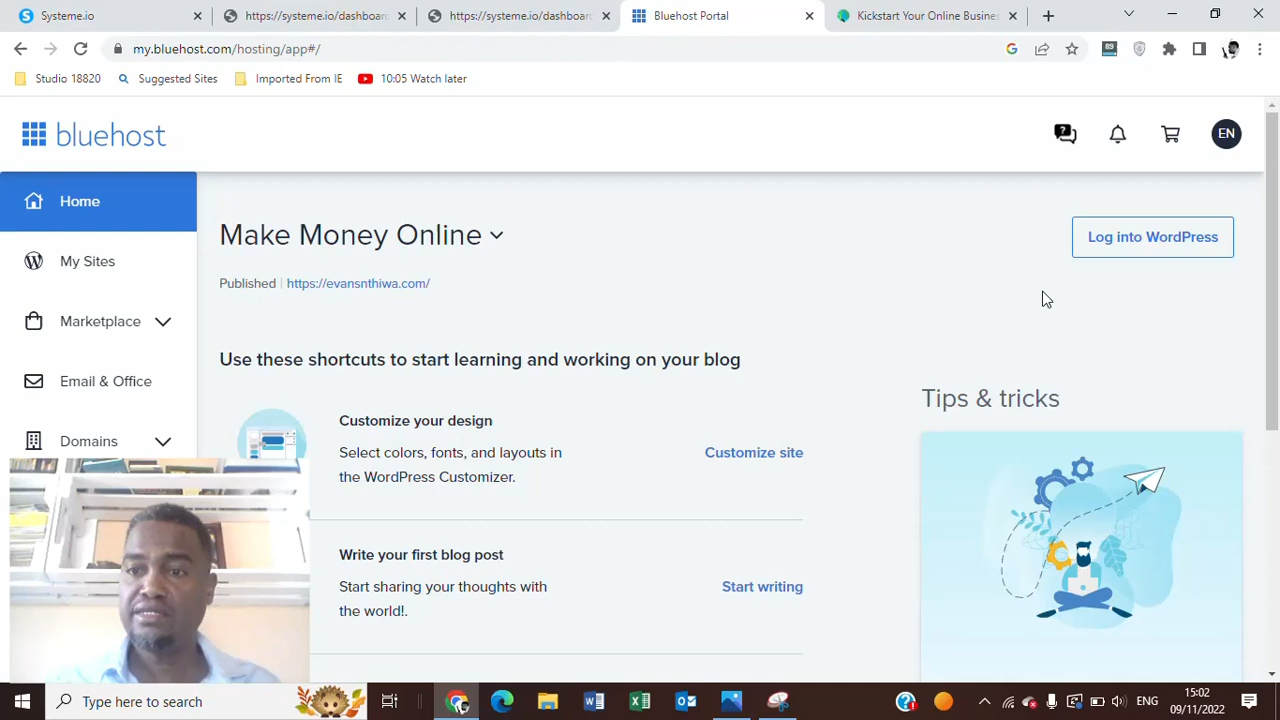 Systeme.io
https://systeme.io/dashboar
https://systeme.io/dashboar
Bluehost Portal
Kickstart Your Online Busines
my.bluehost.com/hosting/app#/
89
Studio 18820
Suggested Sites
Imported From IE
10:05 Watch later
bluehost
EN
Home
My Sites
Marketplace
Email & Office
Domains
Make Money Online
Log into WordPress
Published
https://evansnthiwa.com/
Use these shortcuts to start learning and working on your blog
Customize your design
Select colors, fonts, and layouts in
the WordPress Customizer.
Customize site
Write your first blog post
Start sharing your thoughts with
the world!.
Start writing
Tips & tricks
Type here to search
ENG
15:02
09/11/2022